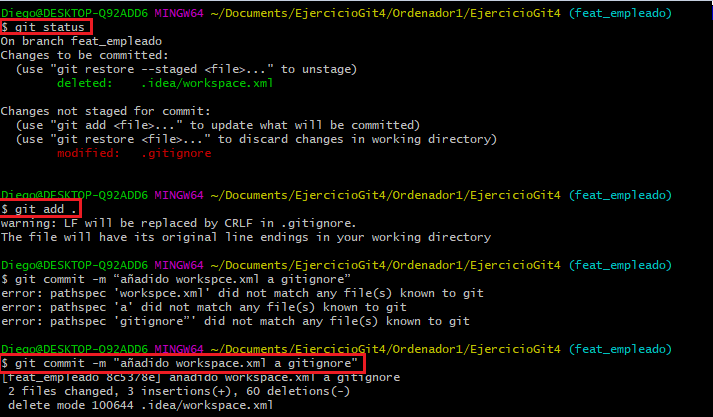 Diego@DESKTOP-Q92ADD6 MINGW64 ~/Documents/EjercicioGit4/Ordenador1/EjercicioGit4 (feat_empleado)
$ git status
On branch feat_empleado
Changes to be committed:
  (use "git restore --staged <file>..." to unstage)
        deleted:    .idea/workspace.xml

Changes not staged for commit:
  (use "git add <file>..." to update what will be committed)
  (use "git restore <file>..." to discard changes in working directory)
        modified:   .gitignore

Diego@DESKTOP-Q92ADD6 MINGW64 ~/Documents/EjercicioGit4/Ordenador1/EjercicioGit4 (feat_empleado)
$ git add .
warning: LF will be replaced by CRLF in .gitignore.
The file will have its original line endings in your working directory

Diego@DESKTOP-Q92ADD6 MINGW64 ~/Documents/EjercicioGit4/Ordenador1/EjercicioGit4 (feat_empleado)
$ git commit -m “añadido workspce.xml a gitignore”
error: pathspec 'workspce.xml' did not match any file(s) known to git
error: pathspec 'a' did not match any file(s) known to git
error: pathspec 'gitignore”' did not match any file(s) known to git

Diego@DESKTOP-Q92ADD6 MINGW64 ~/Documents/EjercicioGit4/Ordenador1/EjercicioGit4 (feat_empleado)
$ git commit -m "añadido workspace.xml a gitignore"
[feat_empleado 8c5378e] añadido workspace.xml a gitignore
 2 files changed, 3 insertions(+), 60 deletions(-)
 delete mode 100644 .idea/workspace.xml